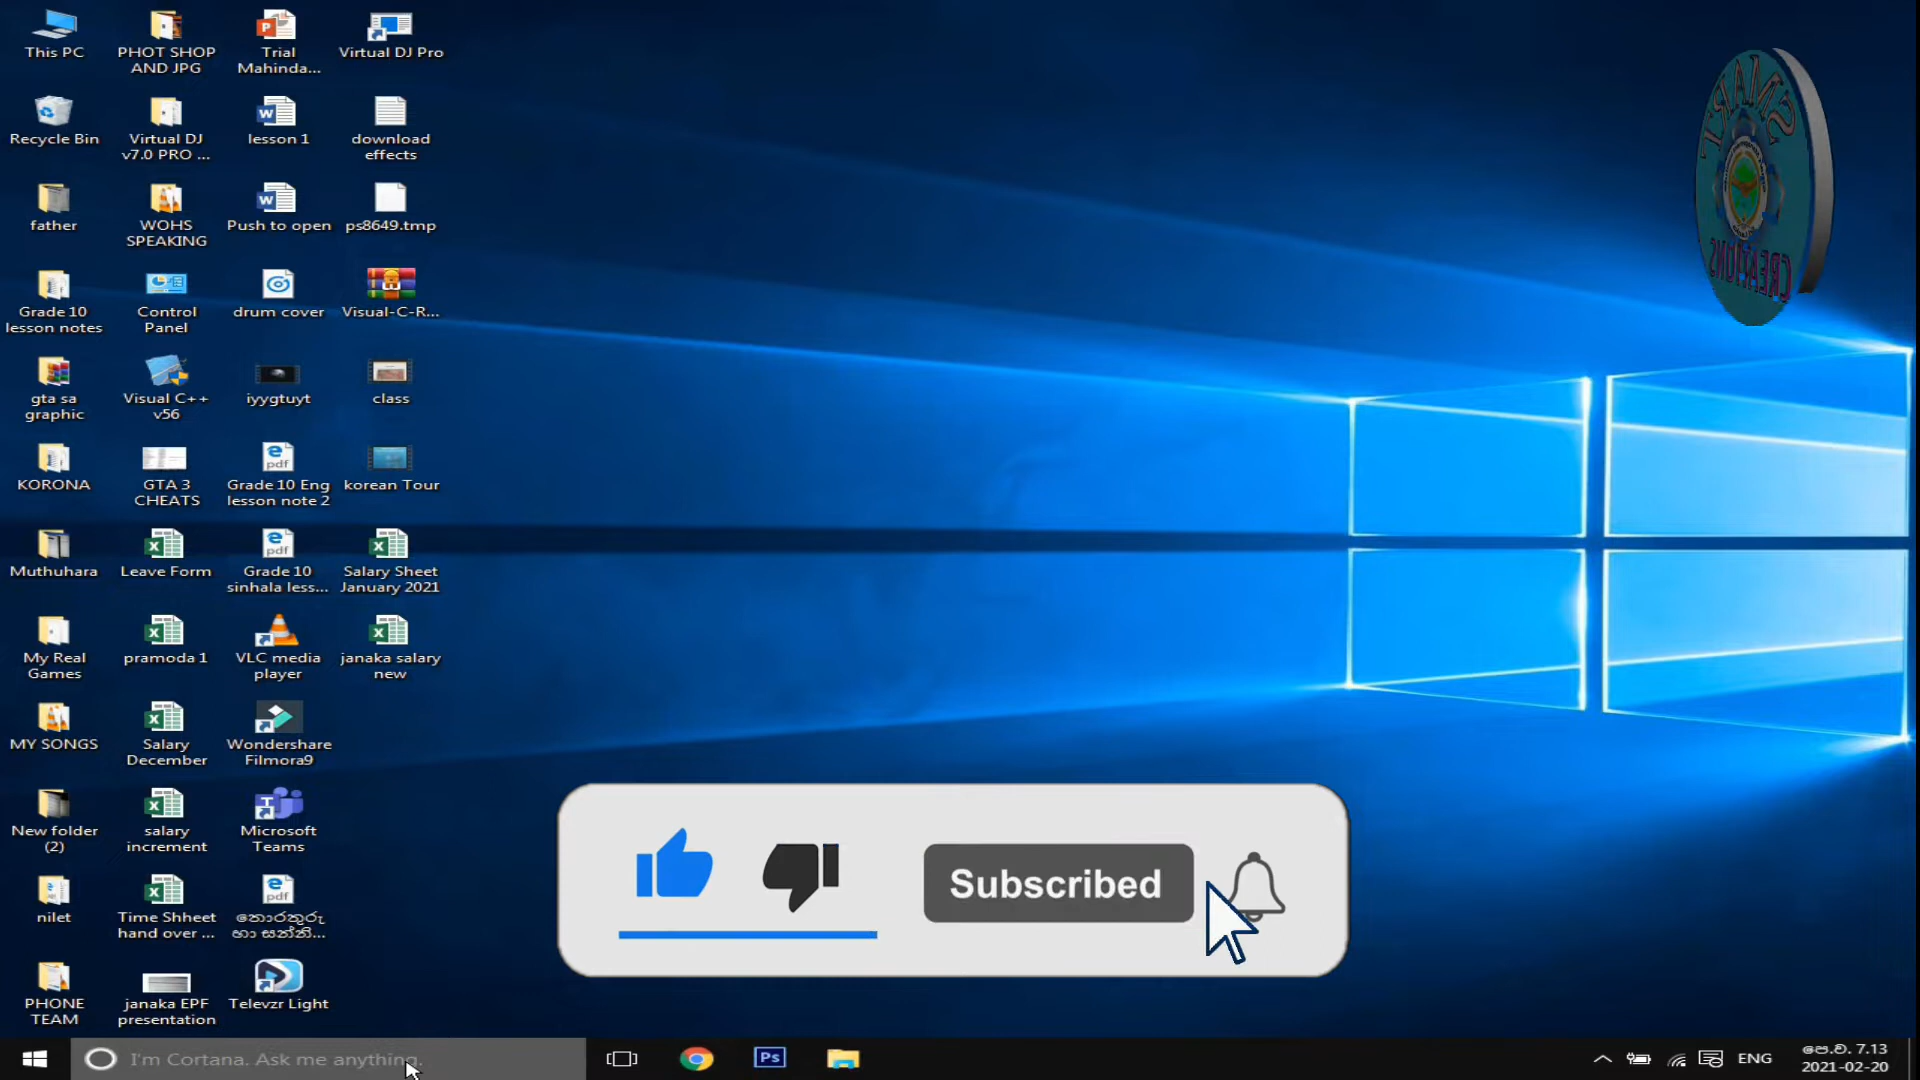 This PC
PHOT SHOP
AND JPG
Trial
Mahinda...
Virtual DJ Pro
Recycle Bin
Virtual DJ
v7.0 PRO ...
lesson 1
download
effects
father
WOHS
SPEAKING
Push to open
ps8649.tmp
Grade 10
lesson notes
Control
Panel
drum cover
Visual-C-R...
gta sa
graphic
Visual C++
v56
iyygtuyt
class
KORONA
GTA 3
CHEATS
Grade 10 Eng
lesson note 2
korean Tour
Muthuhara
Leave Form
Grade 10
sinhala less...
Salary Sheet
January 2021
My Real
Games
pramoda 1
VLC media
player
janaka salary
new
MY SONGS
Salary
December
Wondershare
Filmora9
New folder
(2)
salary
increment
Microsoft
Teams
nilet
Time Shheet
hand over ...
තොරතුරු
හා සන්නි...
PHONE
TEAM
janaka EPF
presentation
Televzr Light
SMART
CREATIONS
Subscribed
I'm Cortana. Ask me anything.
Ps
ENG
පෙ.ව. 7.13
2021-02-20